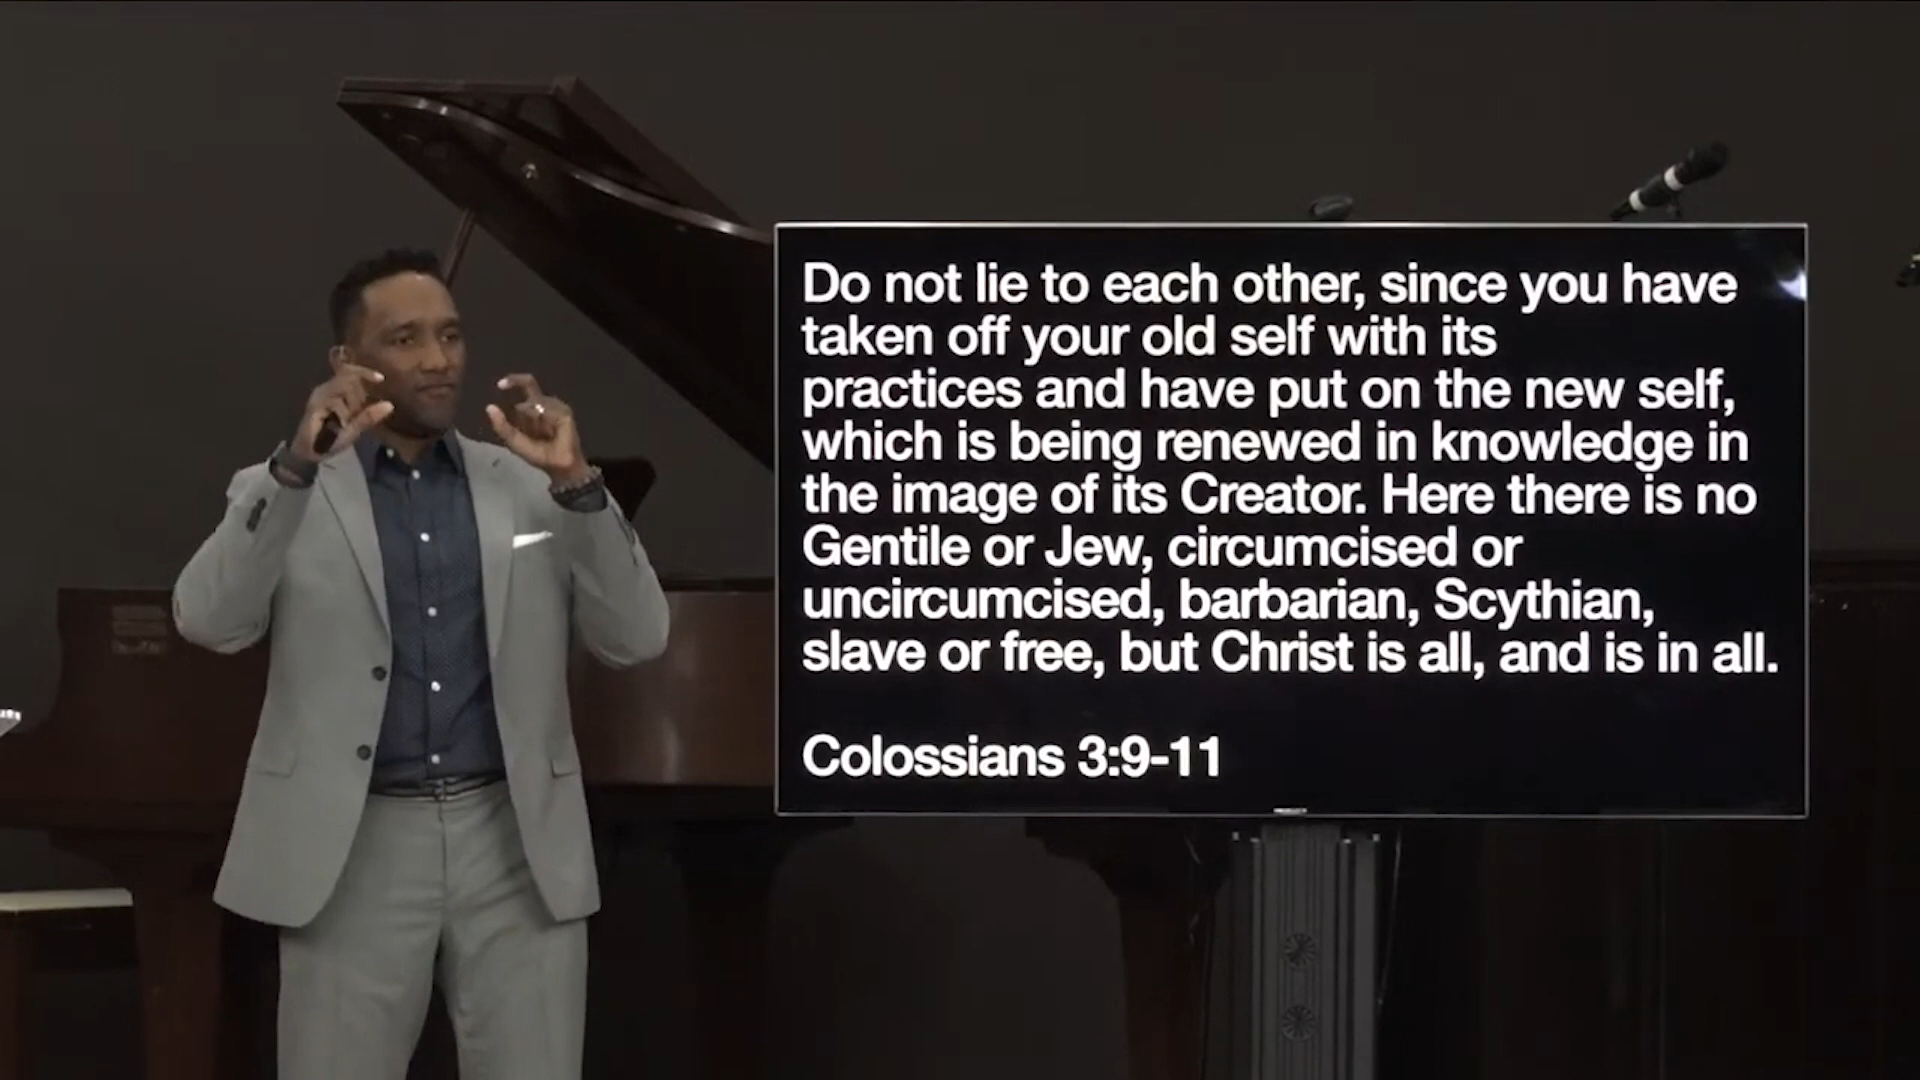 Do not lie to each other, since you have
taken off your old self with its
practices and have put on the new self,
which is being renewed in knowledge in
the image of its Creator. Here there is no
Gentile or Jew, circumcised or
uncircumcised, barbarian, Scythian,
slave or free, but Christ is all, and is in all.
Colossians 3:9-11